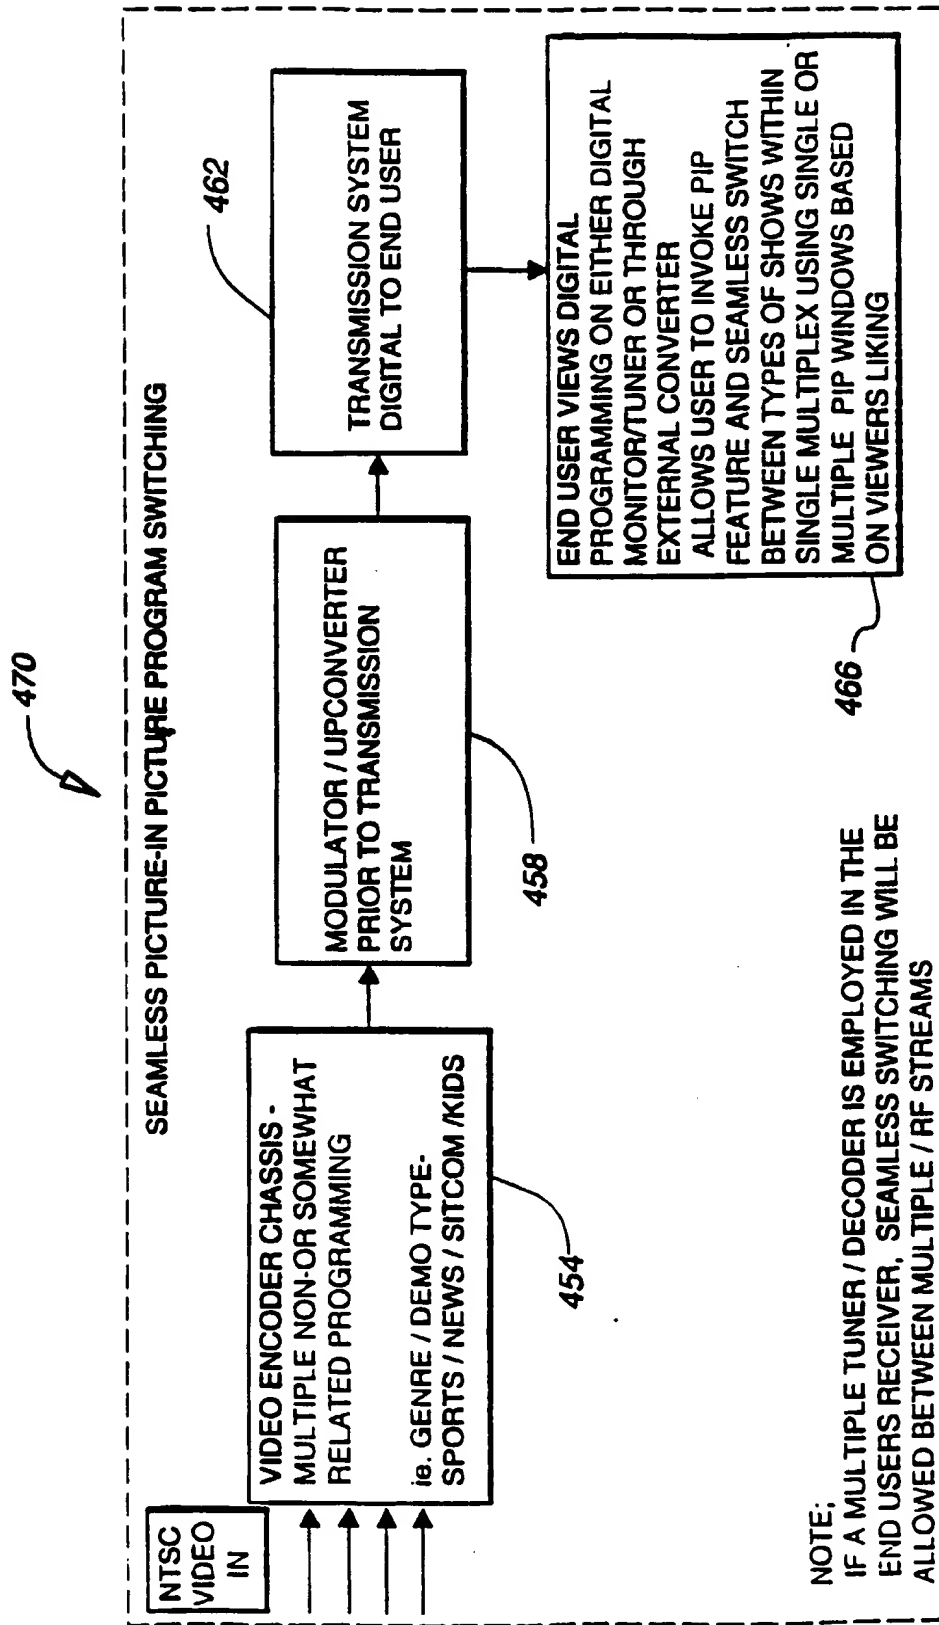 470
SEAMLESS PICTURE-IN PICTURE PROGRAM SWITCHING
NTSC
VIDEO
IN
VIDEO ENCODER CHASSIS -
MULTIPLE NON-OR SOMEWHAT
RELATED PROGRAMMING
ie. GENRE / DEMO TYPE-
SPORTS / NEWS / SITCOM /KIDS
454
MODULATOR / UPCONVERTER
PRIOR TO TRANSMISSION
SYSTEM
458
TRANSMISSION SYSTEM
DIGITAL TO END USER
462
END USER VIEWS DIGITAL
PROGRAMMING ON EITHER DIGITAL
MONITOR/TUNER OR THROUGH
EXTERNAL CONVERTER
ALLOWS USER TO INVOKE PIP
FEATURE AND SEAMLESS SWITCH
BETWEEN TYPES OF SHOWS WITHIN
SINGLE MULTIPLEX USING SINGLE OR
MULTIPLE PIP WINDOWS BASED
ON VIEWERS LIKING
466
NOTE;
IF A MULTIPLE TUNER / DECODER IS EMPLOYED IN THE
END USERS RECEIVER, SEAMLESS SWITCHING WILL BE
ALLOWED BETWEEN MULTIPLE / RF STREAMS